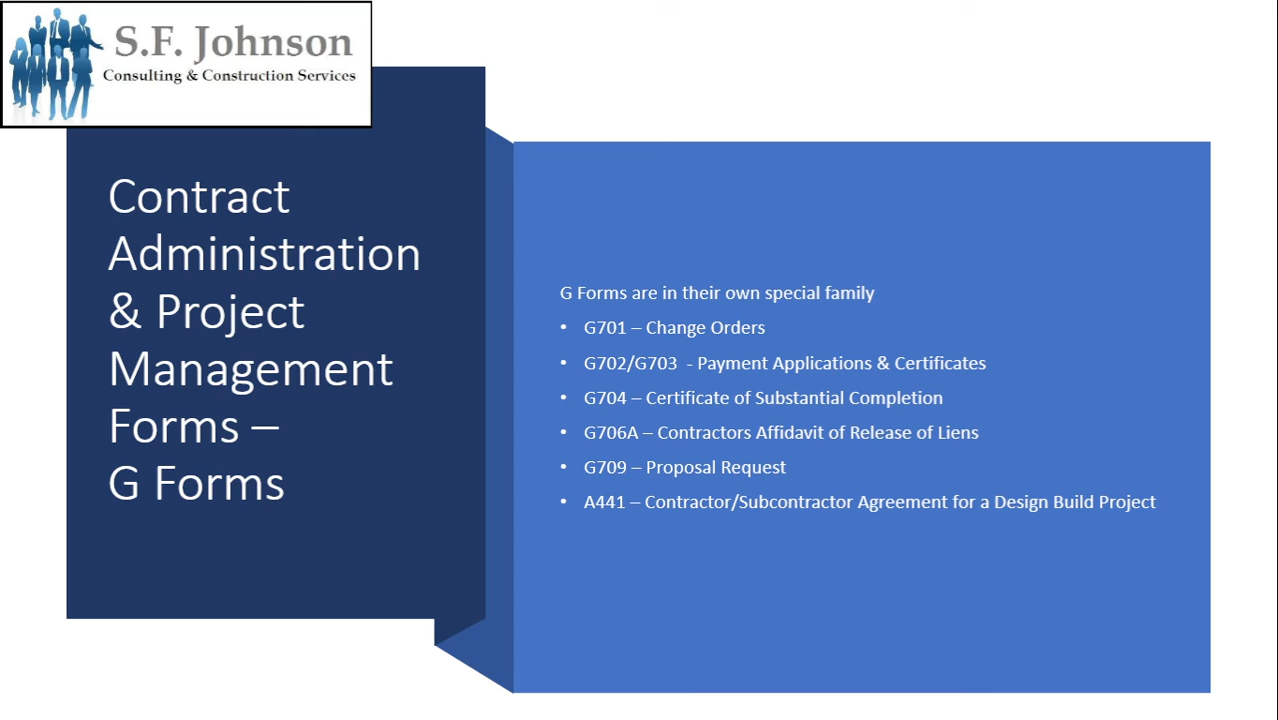 S.F. Johnson
Consulting & Construction Services
Contract
Administration
& Project
Management
Forms –
G Forms
G Forms are in their own special family
• G701 – Change Orders
• G702/G703 - Payment Applications & Certificates
• G704 – Certificate of Substantial Completion
• G706A – Contractors Affidavit of Release of Liens
• G709 – Proposal Request
• A441 – Contractor/Subcontractor Agreement for a Design Build Project